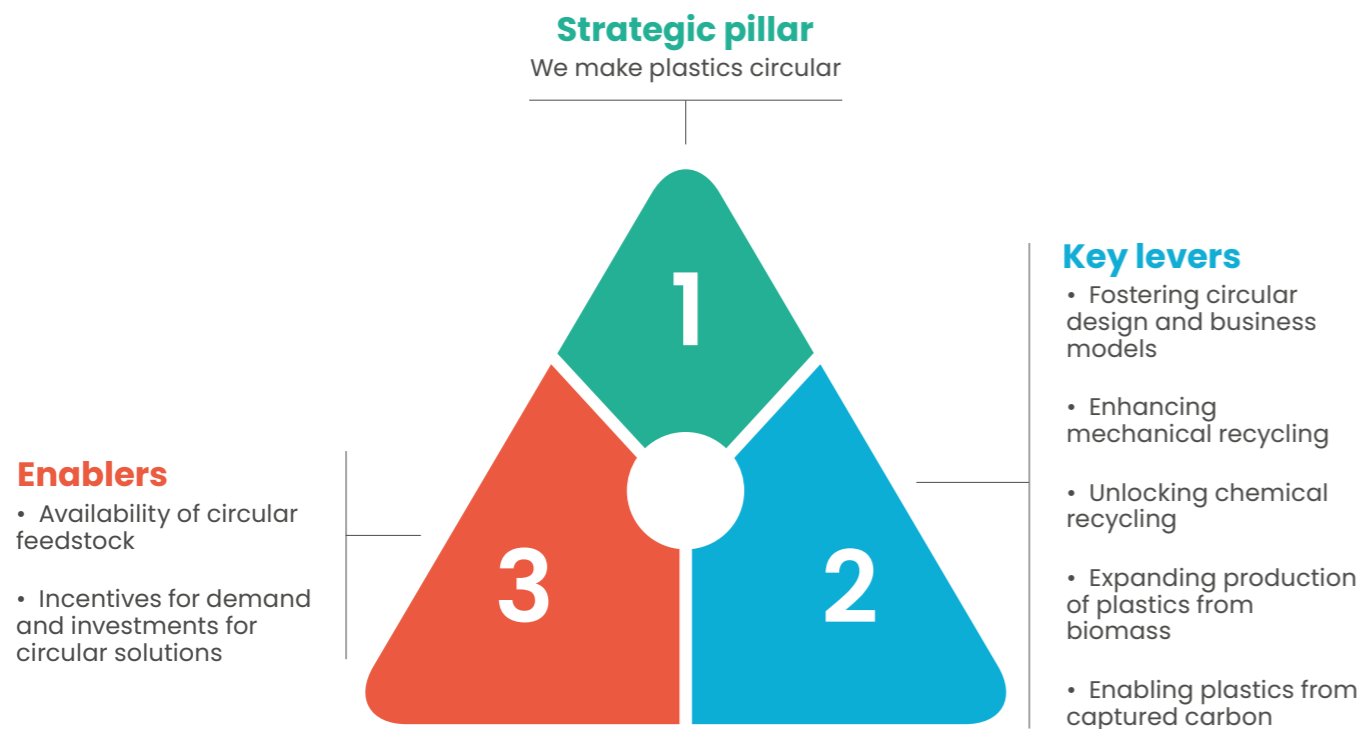 Strategic pillar
We make plastics circular
1
Key levers
• Fostering circular
design and business
models
• Enhancing
mechanical recycling
• Unlocking chemical
recycling
• Expanding production
of plastics from
biomass
• Enabling plastics from
captured carbon
2
Enablers
• Availability of circular
feedstock
• Incentives for demand
and investments for
circular solutions
3